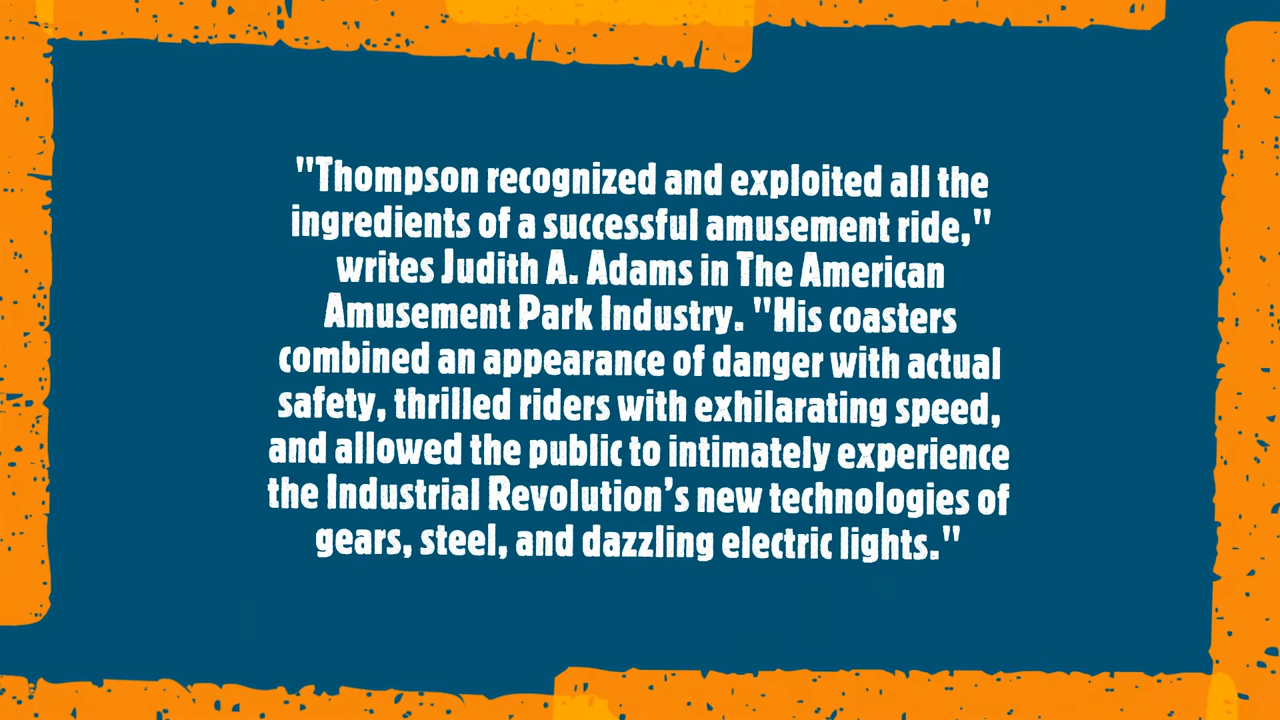 "Thompson recognized and exploited all the
ingredients of a successful amusement ride,"
writes Judith A. Adams in The American
Amusement Park Industry. "His coasters
combined an appearance of danger with actual
safety, thrilled riders with exhilarating speed,
and allowed the public to intimately experience
the Industrial Revolution's new technologies of
gears, steel, and dazzling electric lights."